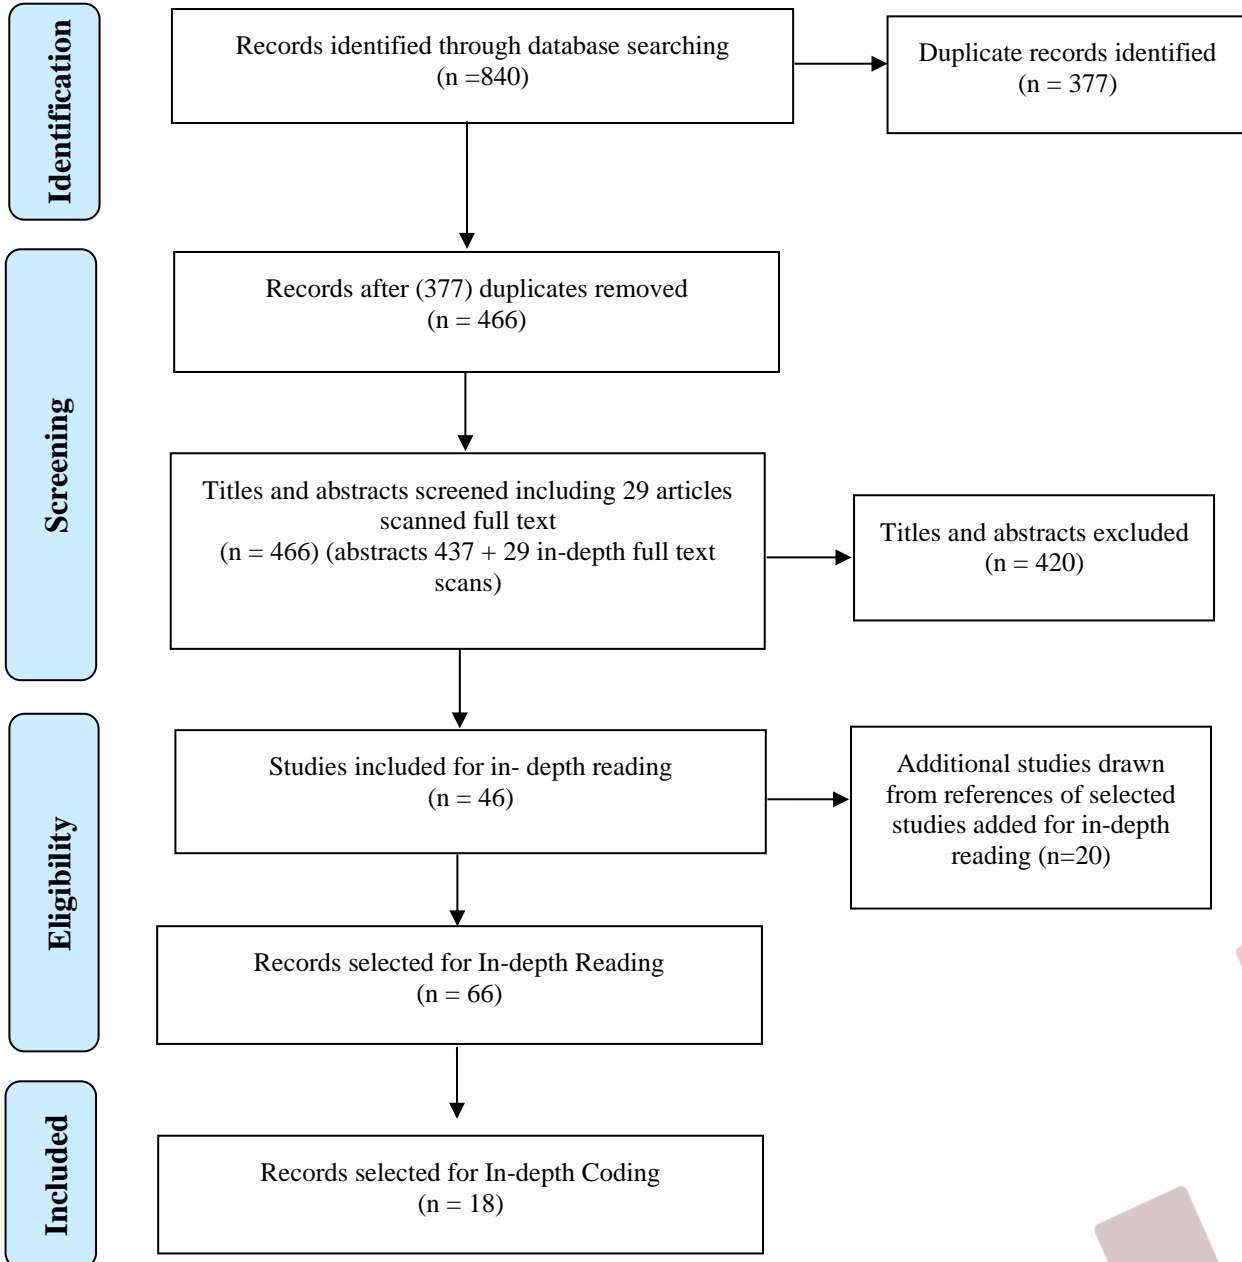 Identification
Records identified through database searching
(n =840)
Duplicate records identified
(n = 377)
Screening
Records after (377) duplicates removed
(n = 466)
Titles and abstracts screened including 29 articles
scanned full text
(n = 466) (abstracts 437 + 29 in-depth full text
scans)
Titles and abstracts excluded
(n = 420)
Eligibility
Studies included for in- depth reading
(n = 46)
Additional studies drawn
from references of selected
studies added for in-depth
reading (n=20)
Records selected for In-depth Reading
(n = 66)
Included
Records selected for In-depth Coding
(n = 18)